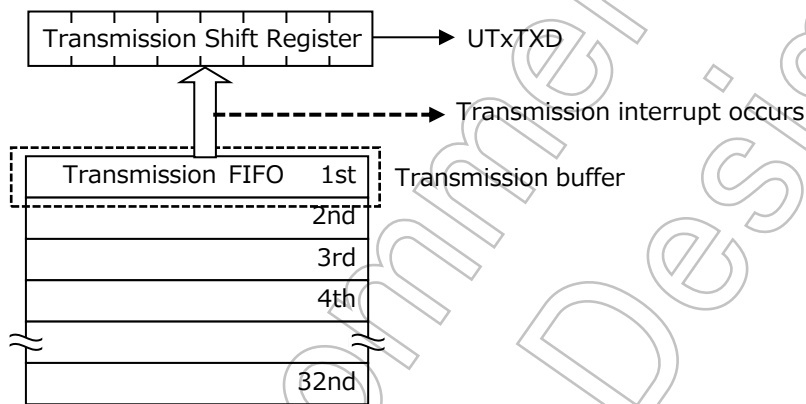 Transmission Shift Register
UTxTXD
Transmission interrupt occurs
Transmission FIFO 1st
Transmission buffer
2nd
3rd
4th
32nd